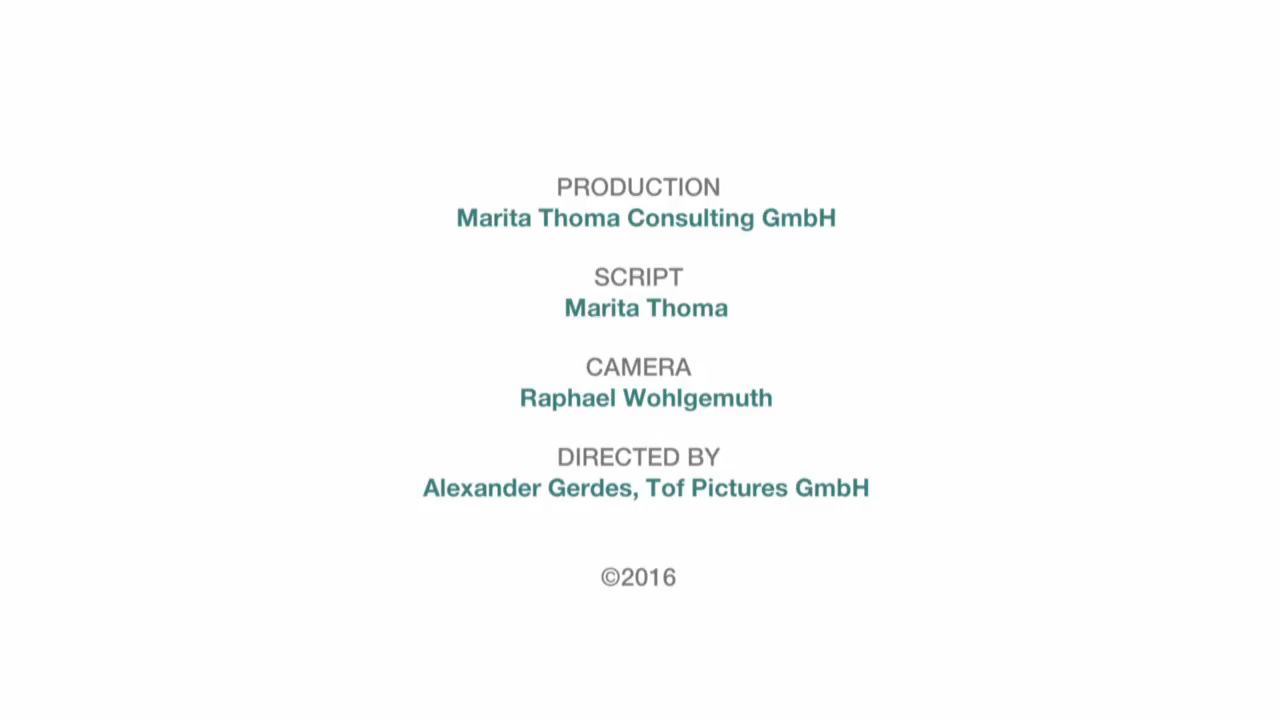 PRODUCTION
Marita Thoma Consulting GmbH
SCRIPT
Marita Thoma
CAMERA
Raphael Wohlgemuth
DIRECTED BY
Alexander Gerdes, Tof Pictures GmbH
©2016